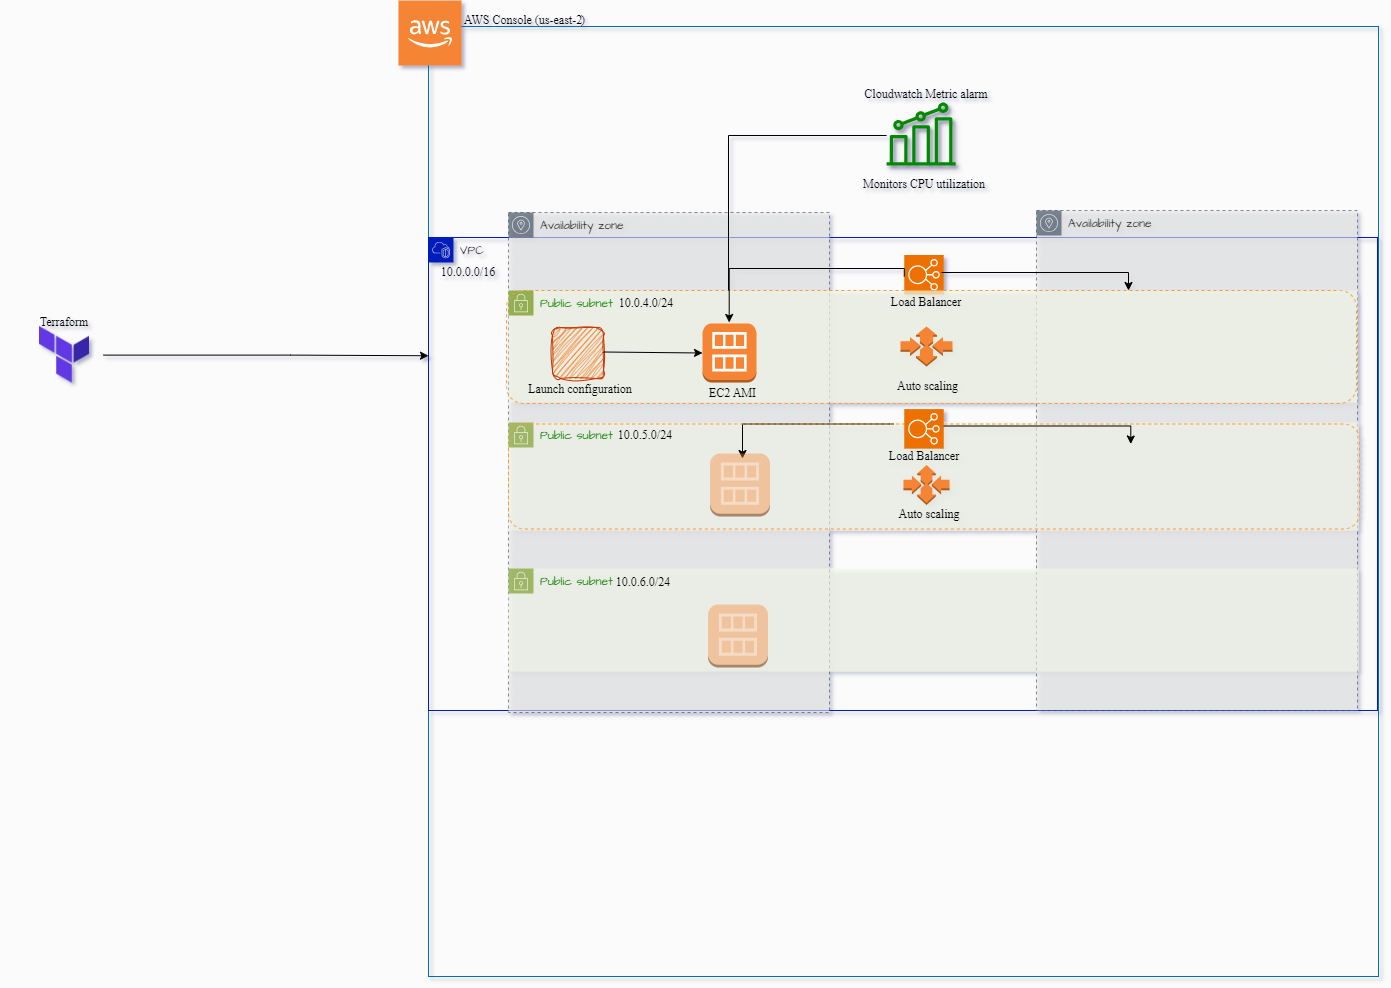 aws
AWS Console (us-east-2)
Cloudwatch Metric alarm
Monitors CPU utilization
Availability zone
Availability zone
VPC
10.0.0.0/16
Load Balancer
Public subnet 10.0.4.0/24
Terraform
Launch configuration
EC2 AMI
Auto scaling
Public subnet 10.0.5.0/24
Load Balancer
Auto scaling
Public subnet 10.0.6.0/24